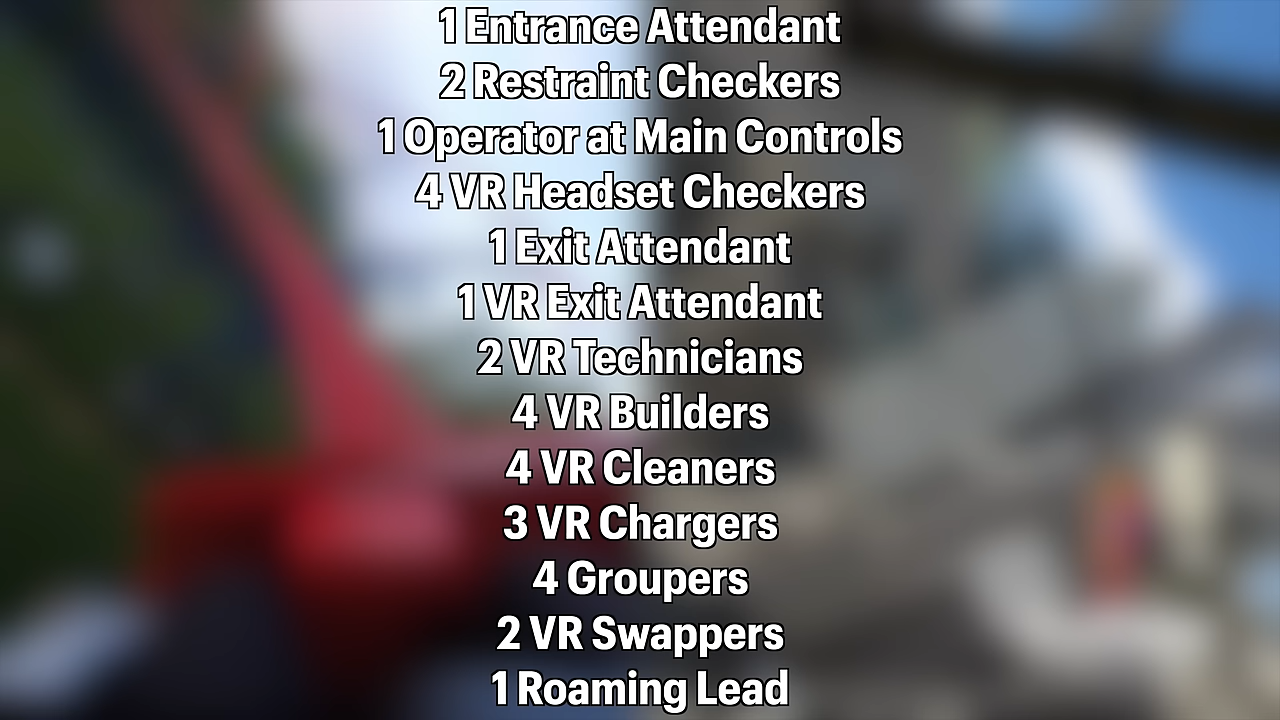 1 Entrance Attendant
2 Restraint Checkers
1 Operator at Main Controls
4 VR Headset Checkers
1 Exit Attendant
1 VR Exit Attendant
2 VR Technicians
4 VR Builders
4 VR Cleaners
3 VR Chargers
4 Groupers
2 VR Swappers
1 Roaming Lead